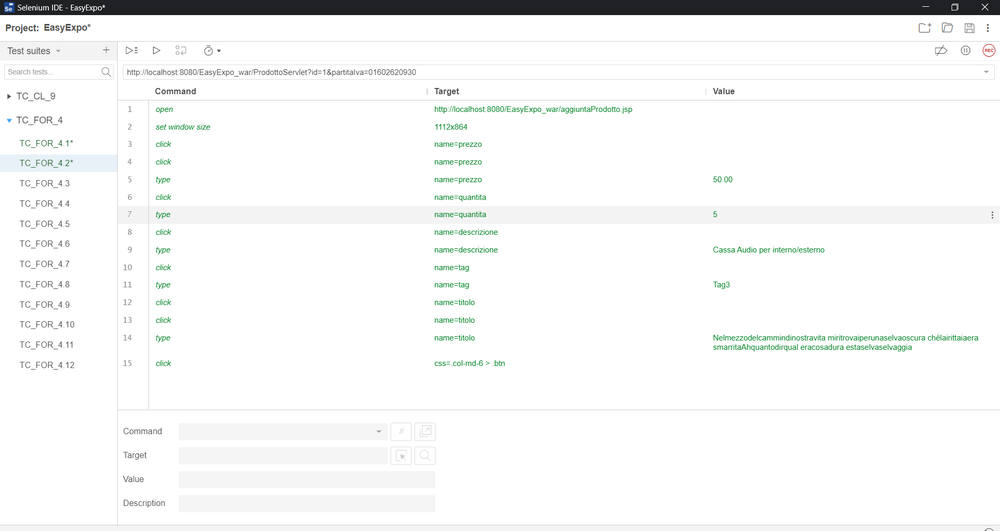 Selenium IDE - EasyExpo*
Project: EasyExpo*
Test suites
Search tests...
TC_CL_9
TC_FOR_4
TC_FOR_4.1*
TC_FOR_4.2*
TC_FOR_4.3
TC_FOR_4.4
TC_FOR_4.5
TC_FOR_4.6
TC_FOR_4.7
TC_FOR_4.8
TC_FOR_4.9
TC_FOR_4.10
TC_FOR_4.11
TC_FOR_4.12
REC
http://localhost:8080/EasyExpo_war/ProdottoServlet?id=1&partitaIva=01602620930
Command Target Value
1 open http://localhost:8080/EasyExpo_war/aggiuntaProdotto.jsp
2 set window size 1112x864
3 click name=prezzo
4 click name=prezzo
5 type name=prezzo 50.00
6 click name=quantita
7 type name=quantita 5
8 click name=descrizione
9 type name=descrizione Cassa Audio per interno/esterno
10 click name=tag
11 type name=tag Tag3
12 click name=titolo
13 click name=titolo
14 type name=titolo Nelmezzodelcammindinostravita miritrovaiperunaselvaoscura chélairittaiaera
smarritaAhquantodirqual eracosadura estaselvaselvaggia
15 click css=.col-md-6 > .btn
Command //
Target
Value
Description